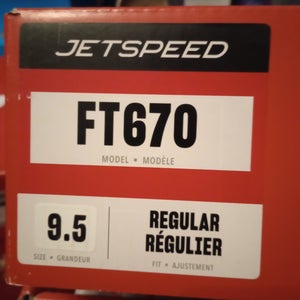 JETSPEED
FT670
MODEL • MODÈLE
9.5
SIZE • GRANDEUR
REGULAR
RÉGULIER
FIT • AJUSTEMENT